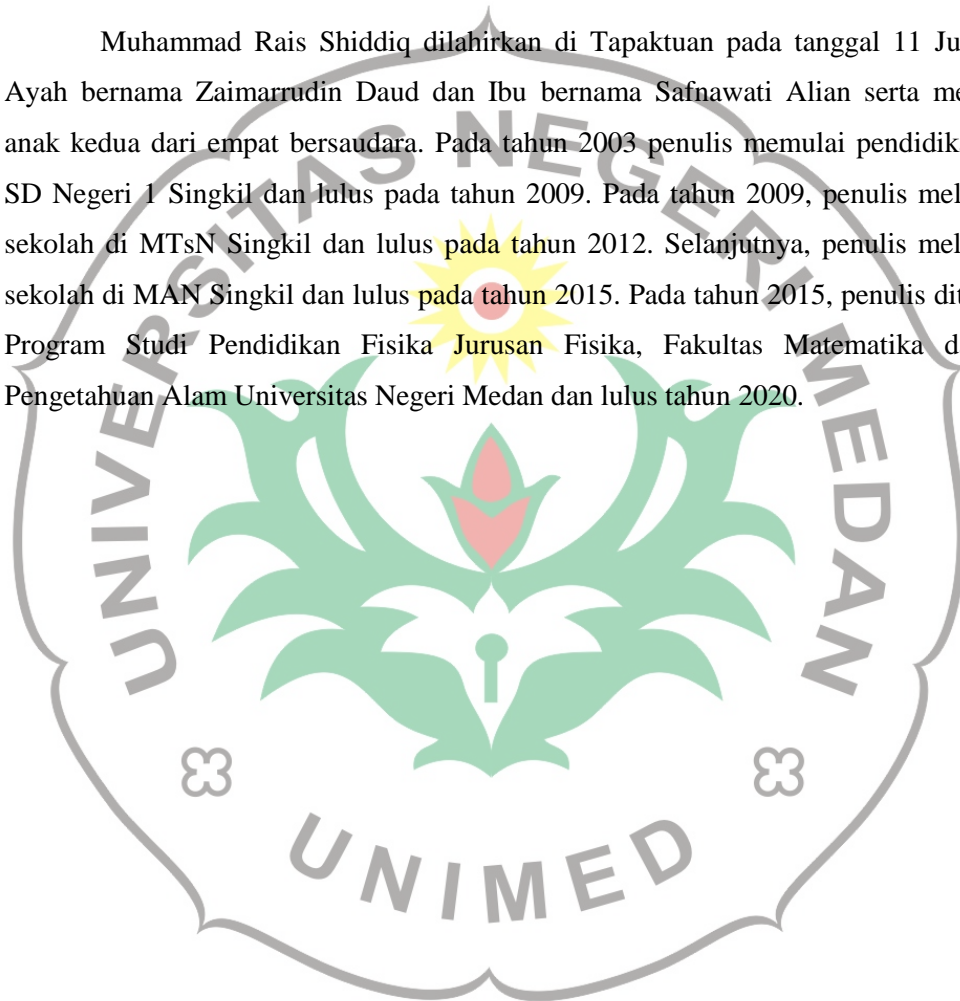 Muhammad Rais Shiddiq dilahirkan di Tapaktuan pada tanggal 11 Ju
Ayah bernama Zaimarrudin Daud dan Ibu bernama Safnawati Alian serta me
anak kedua dari empat bersaudara. Pada tahun 2003 penulis memulai pendidik
SD Negeri 1 Singkil dan lulus pada tahun 2009. Pada tahun 2009, penulis mel
sekolah di MTsN Singkil dan lulus pada tahun 2012. Selanjutnya, penulis mel
sekolah di MAN Singkil dan lulus pada tahun 2015. Pada tahun 2015, penulis dit
Program Studi Pendidikan Fisika Jurusan Fisika, Fakultas Matematika d
Pengetahuan Alam Universitas Negeri Medan dan lulus tahun 2020.
UNIVERSITAS NEGERI MEDAN
UNIMED